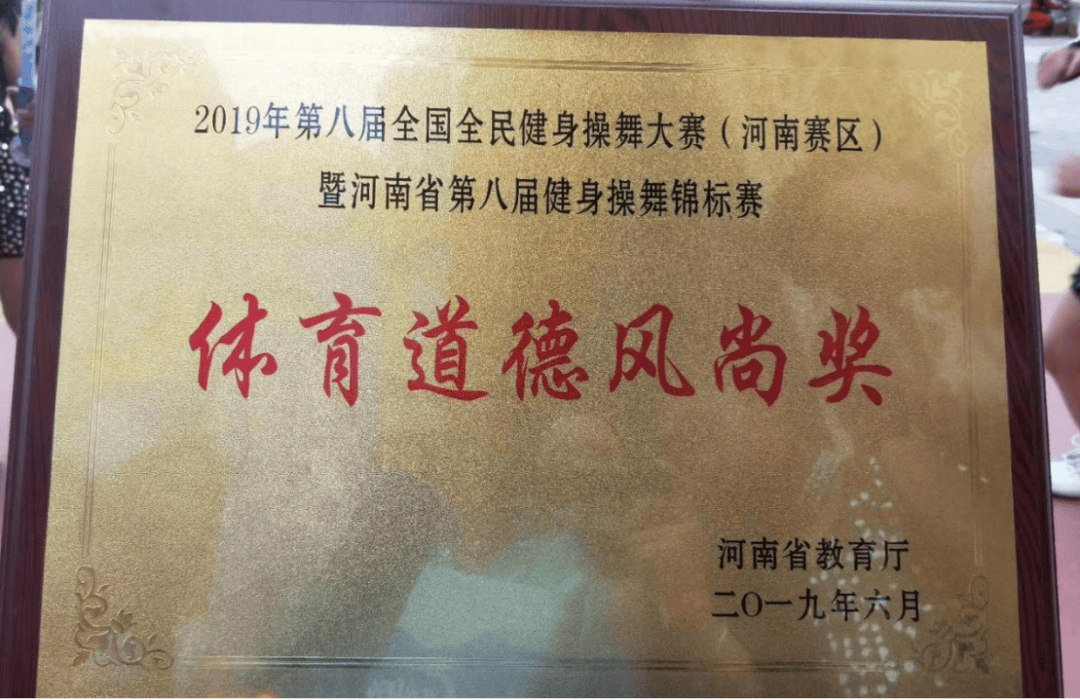 2019年第八届全国全民健身操舞大赛（河南赛区）
暨河南省第八届健身操舞锦标赛
体育道德风尚奖
河南省教育厅
二〇一九年六月